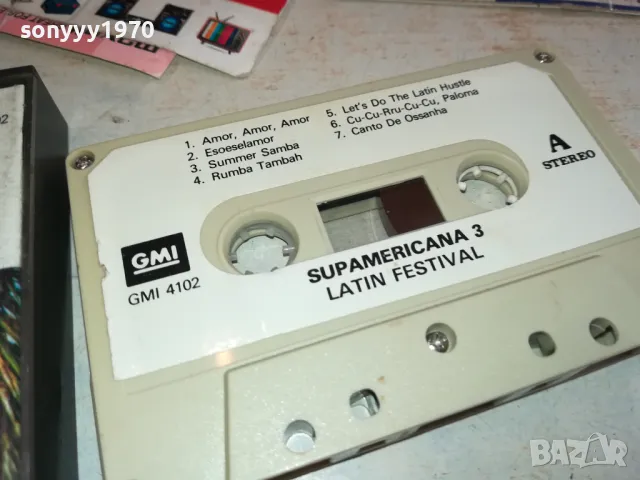 sonyyy1970
1. Amor, Amor, Amor
2. Esoeselamor
3. Summer Samba
4. Rumba Tambah
5. Let's Do The Latin Hustle
6. Cu-Cu-Rru-Cu-Cu, Paloma
7. Canto De Ossanha
A
STEREO
GMI
GMI 4102
SUPAMERICANA 3
LATIN FESTIVAL
BAZAR